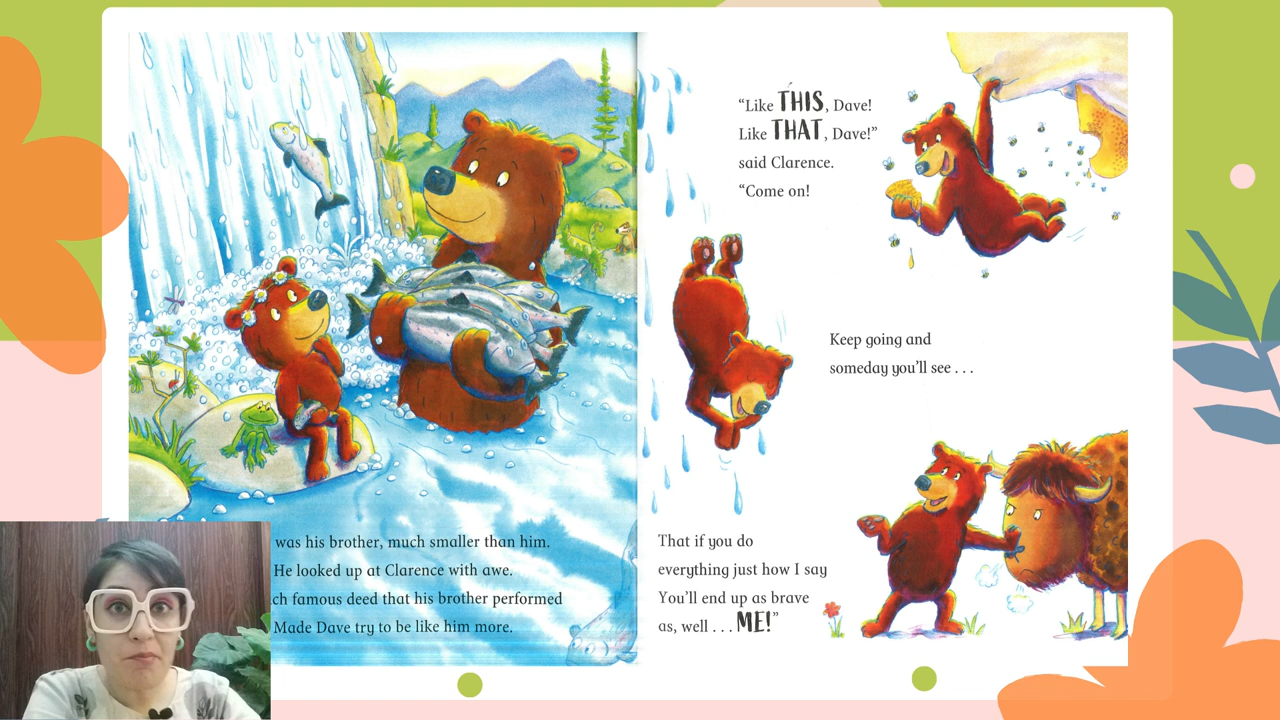 was his brother, much smaller than him.
He looked up at Clarence with awe.
ch famous deed that his brother performed
Made Dave try to be like him more.
“Like THIS, Dave!
Like THAT, Dave!”
said Clarence.
“Come on!
Keep going and
someday you’ll see . . .
That if you do
everything just how I say
You’ll end up as brave
as, well . . . ME!”